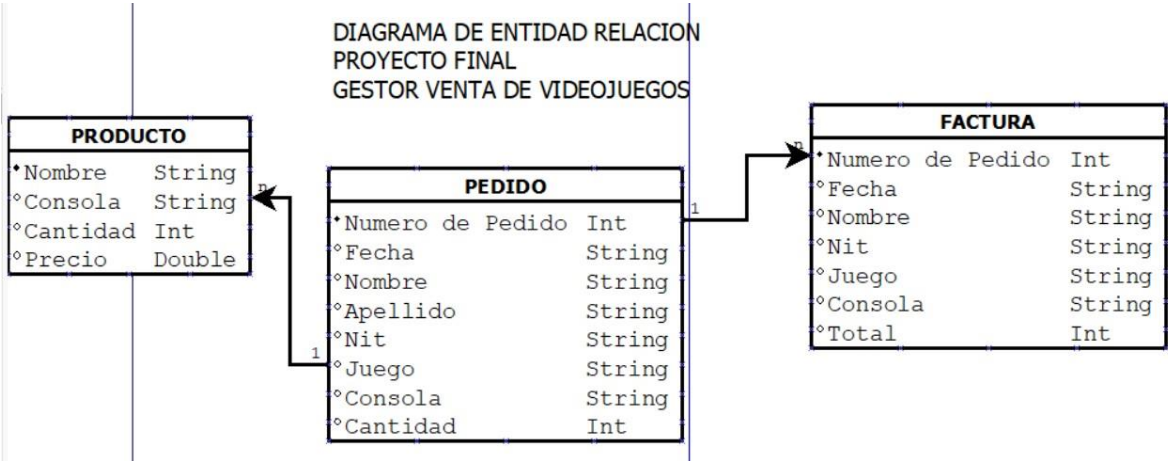 DIAGRAMA DE ENTIDAD RELACION
PROYECTO FINAL
GESTOR VENTA DE VIDEOJUEGOS
PRODUCTO
Nombre String
Consola String
Cantidad Int
Precio Double
n
1
PEDIDO
Numero de Pedido Int
Fecha String
Nombre String
Apellido String
Nit String
Juego String
Consola String
Cantidad Int
1
n
FACTURA
Numero de Pedido Int
Fecha String
Nombre String
Nit String
Juego String
Consola String
Total Int